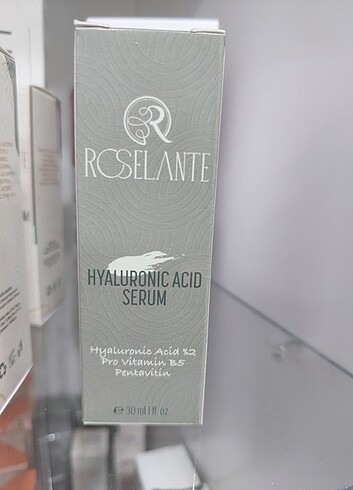 R
ROSELANTE
HYALURONIC ACID
SERUM
Hyaluronic Acid %2
Pro Vitamin B5
Pentavitin
℮ 30 ml 1 fl oz